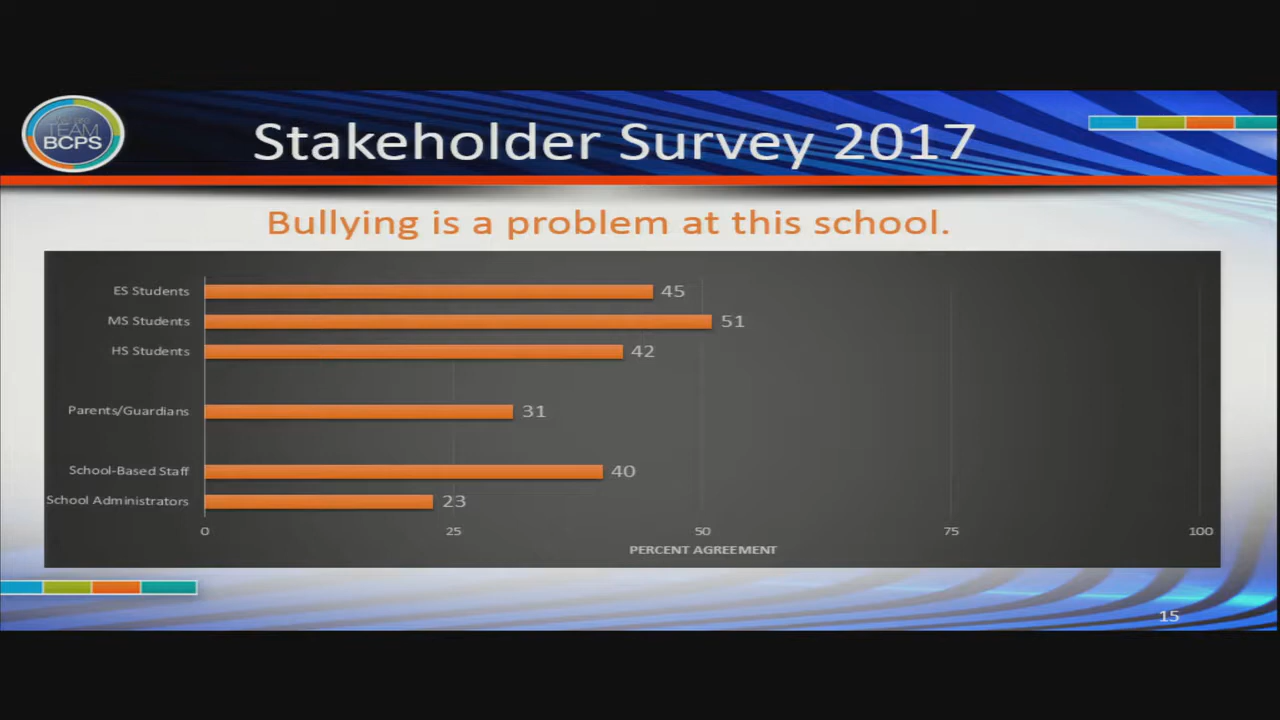 TEAM
BCPS
Stakeholder Survey 2017
Bullying is a problem at this school.
ES Students 45
MS Students 51
HS Students 42
Parents/Guardians 31
School-Based Staff 40
School Administrators 23
0 25 50 75 100
PERCENT AGREEMENT
15